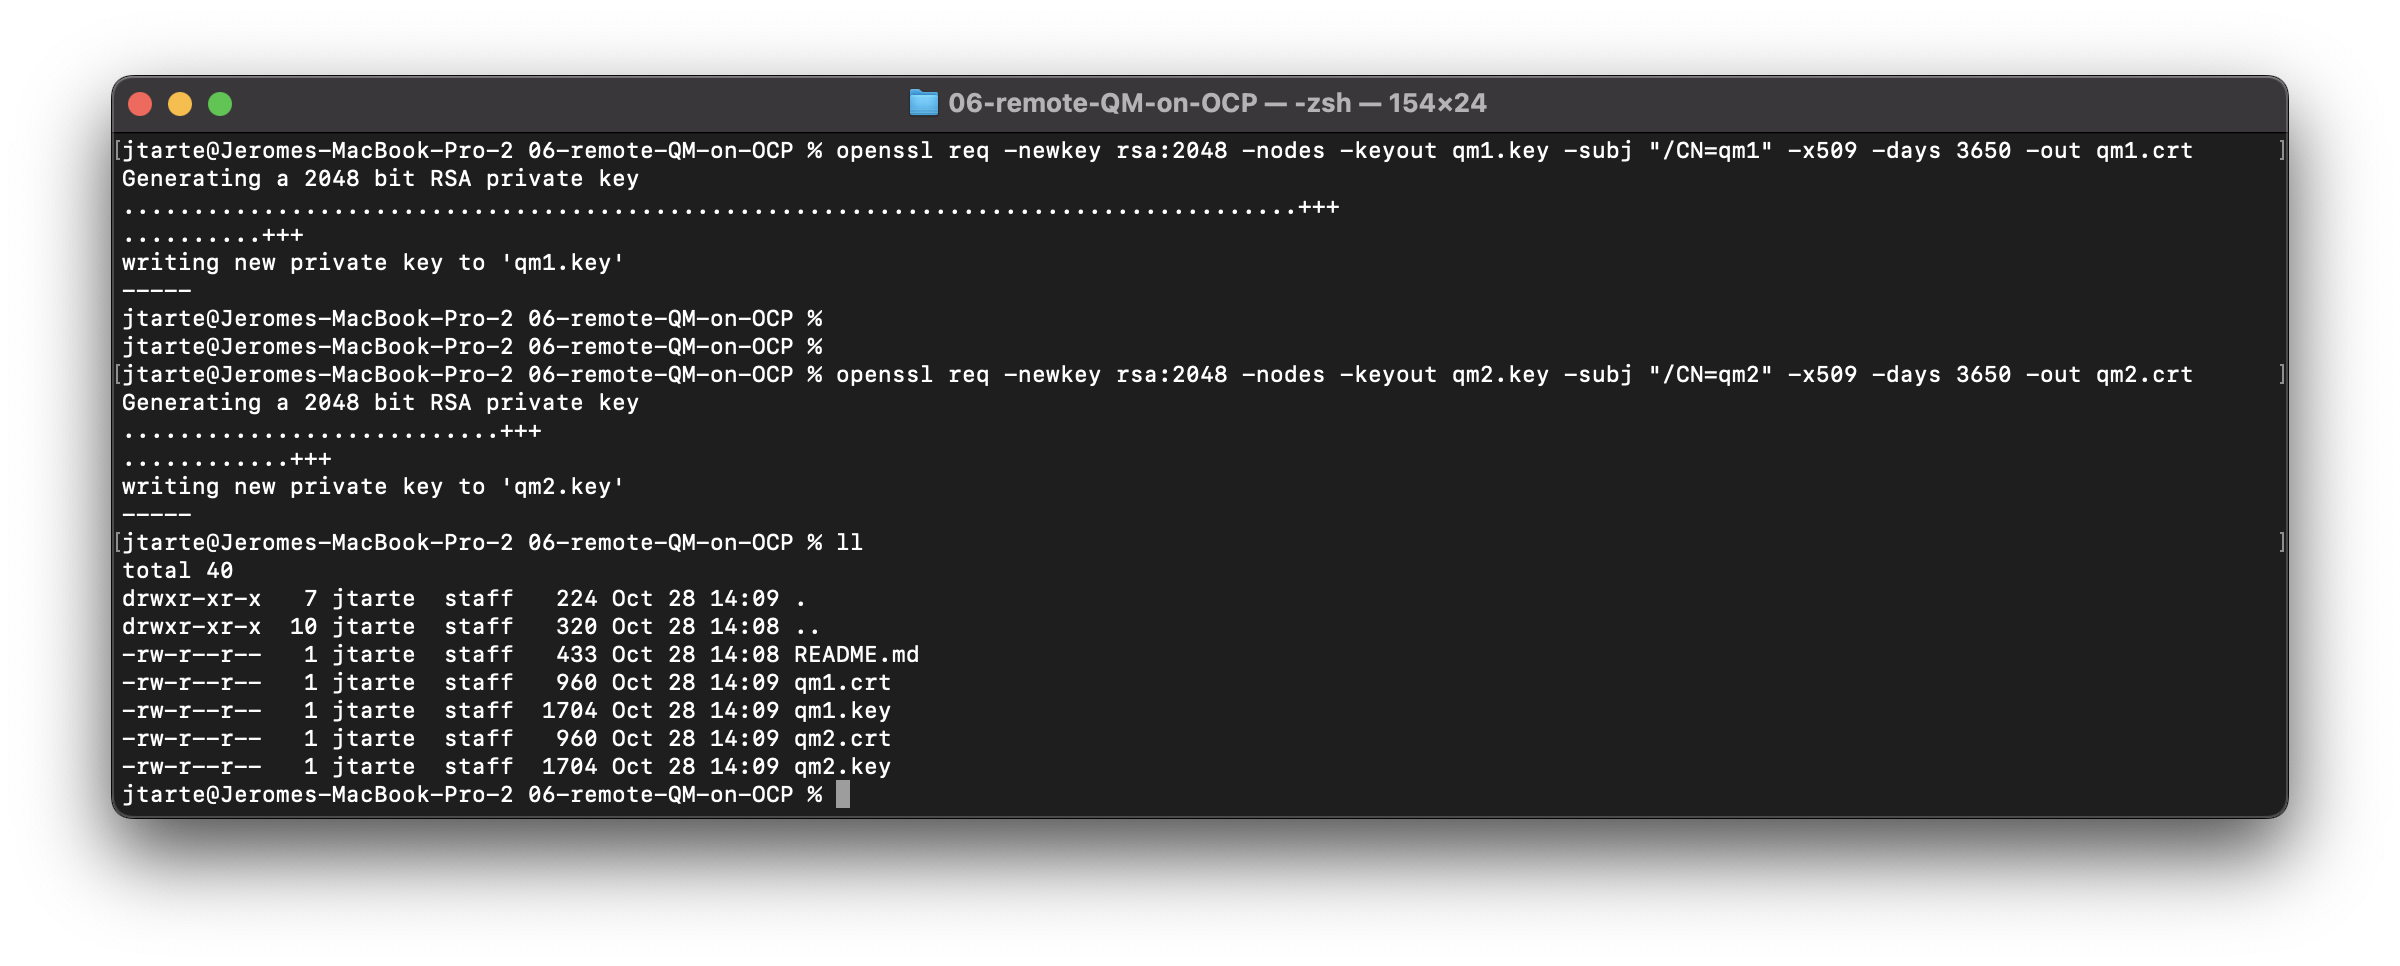 06-remote-QM-on-OCP — -zsh — 154×24
[jtarte@Jeromes-MacBook-Pro-2 06-remote-QM-on-OCP % openssl req -newkey rsa:2048 -nodes -keyout qm1.key -subj "/CN=qm1" -x509 -days 3650 -out qm1.crt ]
Generating a 2048 bit RSA private key
....................................................................................+++
..........+++
writing new private key to 'qm1.key'
-----
jtarte@Jeromes-MacBook-Pro-2 06-remote-QM-on-OCP %
jtarte@Jeromes-MacBook-Pro-2 06-remote-QM-on-OCP %
[jtarte@Jeromes-MacBook-Pro-2 06-remote-QM-on-OCP % openssl req -newkey rsa:2048 -nodes -keyout qm2.key -subj "/CN=qm2" -x509 -days 3650 -out qm2.crt ]
Generating a 2048 bit RSA private key
...........................+++
............+++
writing new private key to 'qm2.key'
-----
[jtarte@Jeromes-MacBook-Pro-2 06-remote-QM-on-OCP % ll ]
total 40
drwxr-xr-x   7 jtarte  staff   224 Oct 28 14:09 .
drwxr-xr-x  10 jtarte  staff   320 Oct 28 14:08 ..
-rw-r--r--   1 jtarte  staff   433 Oct 28 14:08 README.md
-rw-r--r--   1 jtarte  staff   960 Oct 28 14:09 qm1.crt
-rw-r--r--   1 jtarte  staff  1704 Oct 28 14:09 qm1.key
-rw-r--r--   1 jtarte  staff   960 Oct 28 14:09 qm2.crt
-rw-r--r--   1 jtarte  staff  1704 Oct 28 14:09 qm2.key
jtarte@Jeromes-MacBook-Pro-2 06-remote-QM-on-OCP %